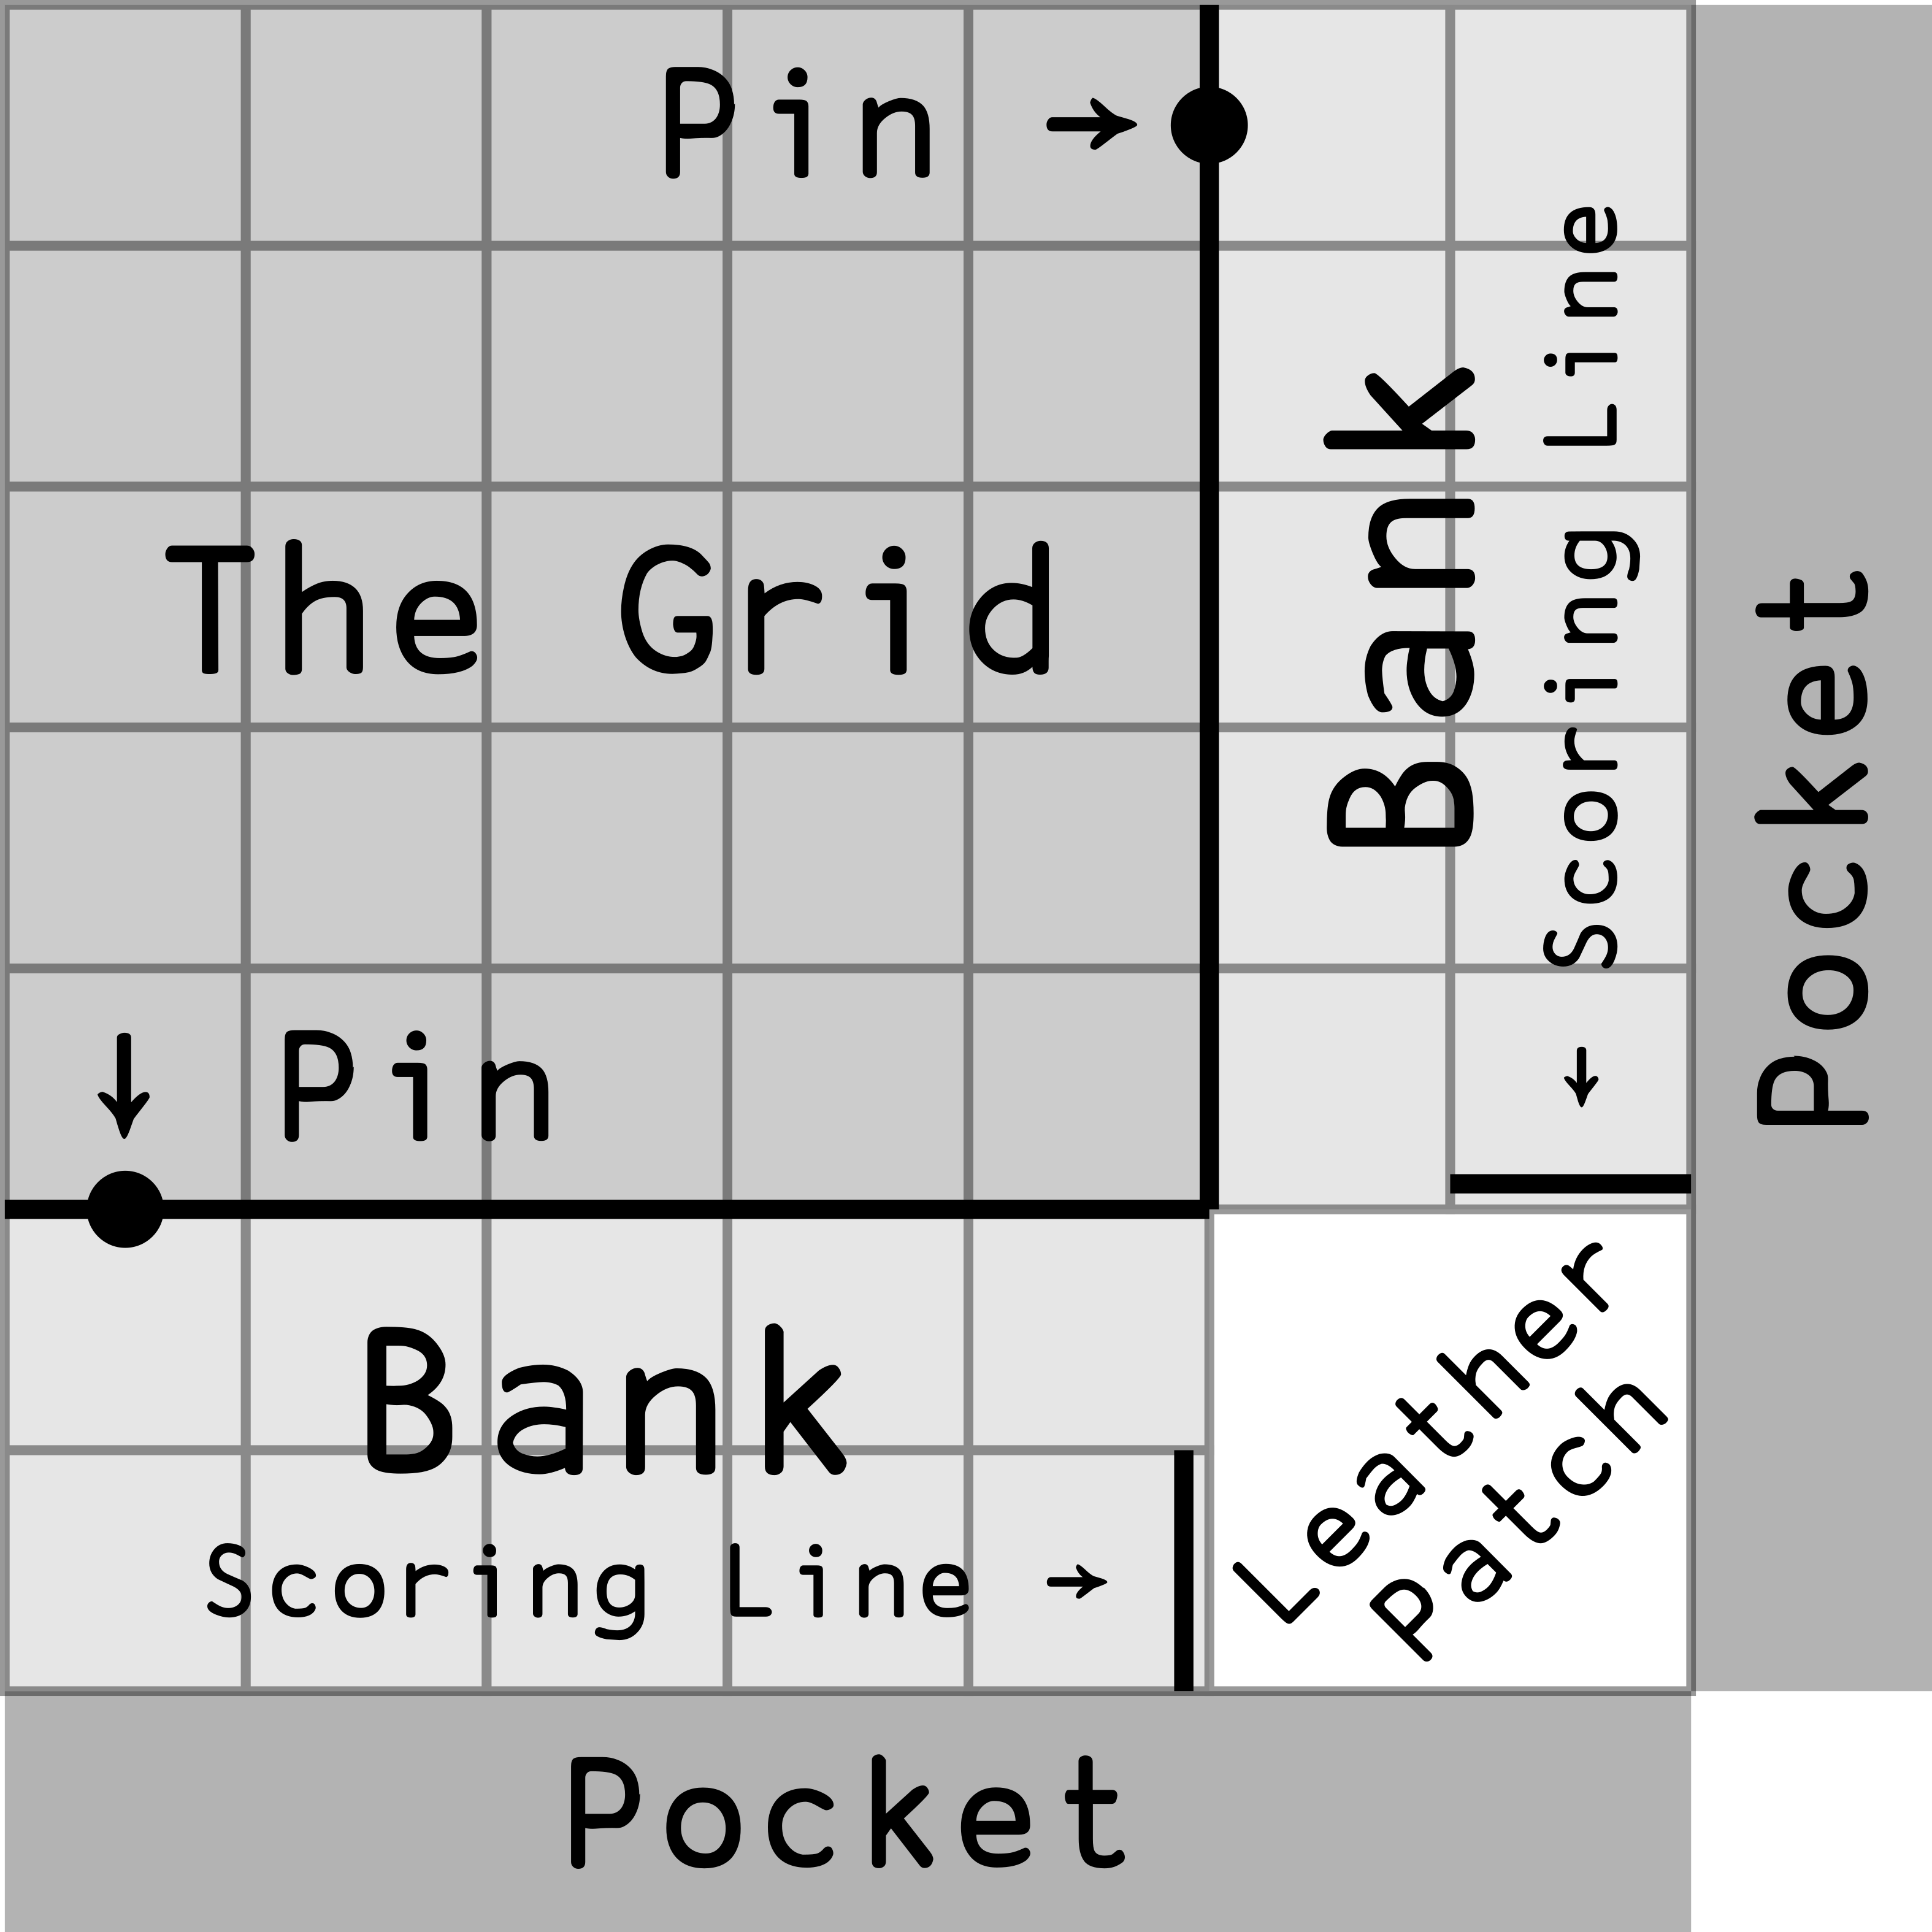 Pin →
The Grid
↓ Pin
Bank
← Scoring Line
Pocket
Bank
Scoring Line →
Leather
Patch
Pocket